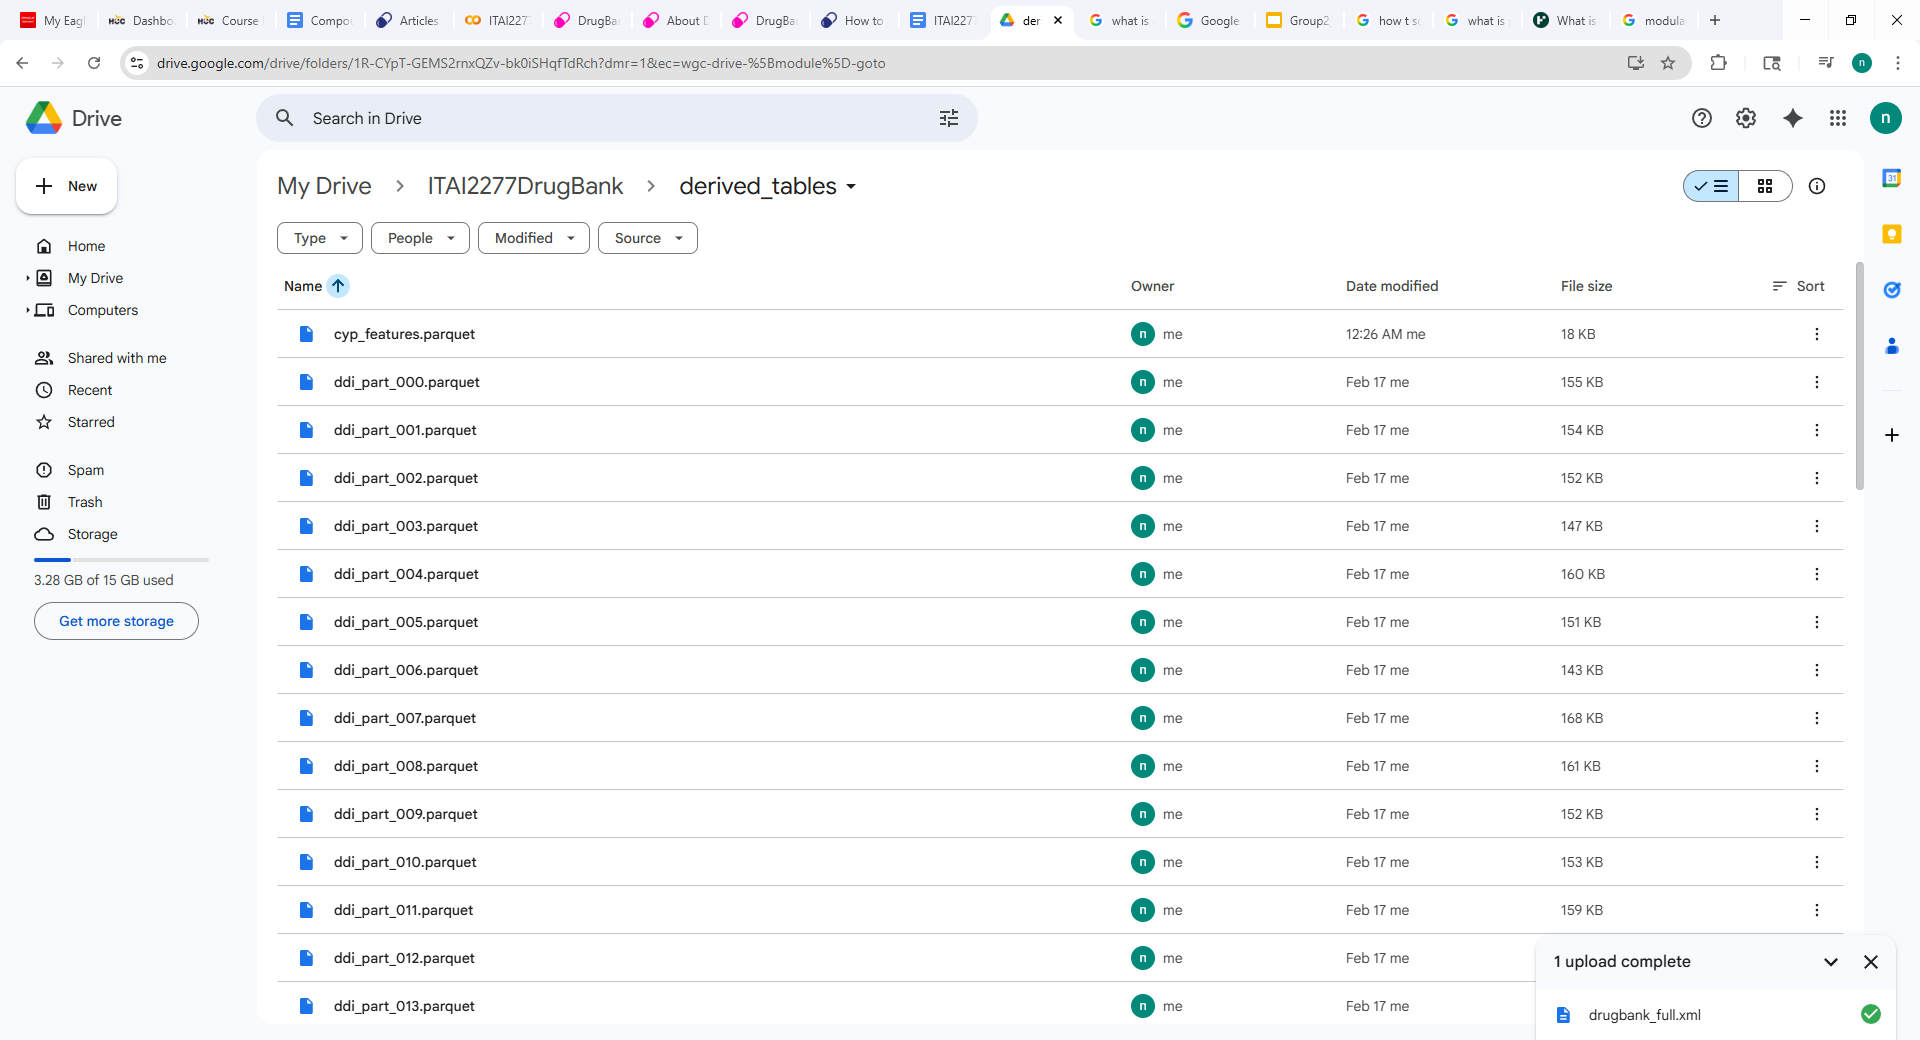 My Eagl
HCC Dashbo
HCC Course
Compou
Articles
ITAI227
DrugBa
About D
DrugBa
How to
ITAI227
der
what is
Google
Group2
how t so
what is
What is
modula
drive.google.com/drive/folders/1R-CYpT-GEMS2rnxQZv-bk0iSHqfTdRch?dmr=1&ec=wgc-drive-%5Bmodule%5D-goto
n
Drive
Search in Drive
n
New
My Drive > ITAI2277DrugBank > derived_tables
31
Type People Modified Source
Home
My Drive
Computers
Shared with me
Recent
Starred
Spam
Trash
Storage
3.28 GB of 15 GB used
Get more storage
Name Owner Date modified File size Sort
cyp_features.parquet n me 12:26 AM me 18 KB
ddi_part_000.parquet n me Feb 17 me 155 KB
ddi_part_001.parquet n me Feb 17 me 154 KB
ddi_part_002.parquet n me Feb 17 me 152 KB
ddi_part_003.parquet n me Feb 17 me 147 KB
ddi_part_004.parquet n me Feb 17 me 160 KB
ddi_part_005.parquet n me Feb 17 me 151 KB
ddi_part_006.parquet n me Feb 17 me 143 KB
ddi_part_007.parquet n me Feb 17 me 168 KB
ddi_part_008.parquet n me Feb 17 me 161 KB
ddi_part_009.parquet n me Feb 17 me 152 KB
ddi_part_010.parquet n me Feb 17 me 153 KB
ddi_part_011.parquet n me Feb 17 me 159 KB
ddi_part_012.parquet n me Feb 17 me
ddi_part_013.parquet n me Feb 17 me
1 upload complete
drugbank_full.xml